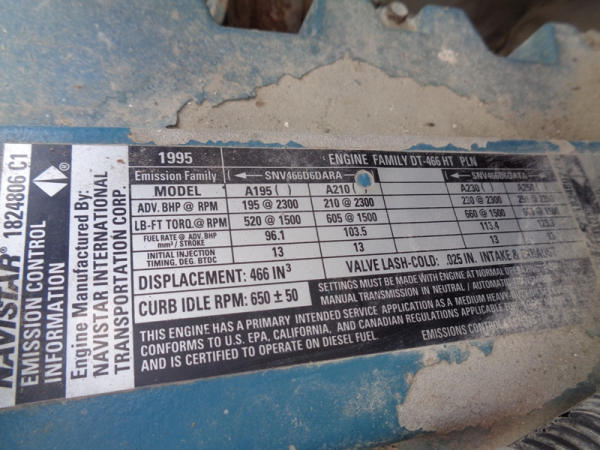 NAVISTAR® 1824806 C1
EMISSION CONTROL
INFORMATION
Engine Manufactured By:
NAVISTAR INTERNATIONAL
TRANSPORTATION CORP.
1995 ENGINE FAMILY DT-466 HT PLN
Emission Family SNV466D6DARA
MODEL A195 ( ) A210 ( ) A230 ( ) A250
ADV. BHP @ RPM 195 @ 2300 210 @ 2300 230 @ 2300
LB-FT TORQ.@ RPM 520 @ 1500 605 @ 1500 660 @ 1500
FUEL RATE @ ADV. BHP mm³ / STROKE 96.1 103.5 113.4
INITIAL INJECTION TIMING, DEG. BTDC 13 13 13
DISPLACEMENT: 466 IN³ VALVE LASH-COLD: .025 IN. INTAKE &
CURB IDLE RPM: 650 ± 50 SETTINGS MUST BE MADE WITH ENGINE AT NORMAL
MANUAL TRANSMISSION IN NEUTRAL /
THIS ENGINE HAS A PRIMARY INTENDED SERVICE APPLICATION AS A MEDIUM HEAVY
CONFORMS TO U.S. EPA, CALIFORNIA, AND CANADIAN REGULATIONS APPLICABLE
AND IS CERTIFIED TO OPERATE ON DIESEL FUEL. EMISSIONS